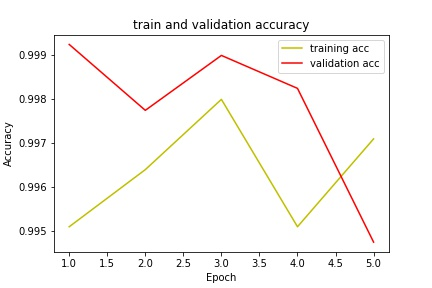 train and validation accuracy
training acc
validation acc
0.999
0.998
0.997
0.996
0.995
Accuracy
1.0 1.5 2.0 2.5 3.0 3.5 4.0 4.5 5.0
Epoch